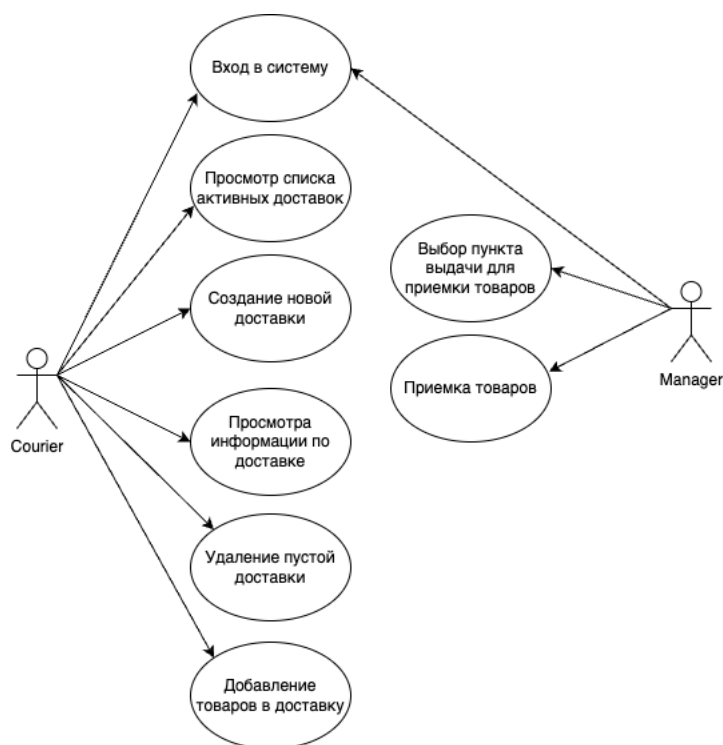 Вход в систему
Просмотр списка
активных доставок
Выбор пункта
выдачи для
приемки товаров
Создание новой
доставки
Manager
Приемка товаров
Courier
Просмотра
информации по
доставке
Удаление пустой
доставки
Добавление
товаров в доставку